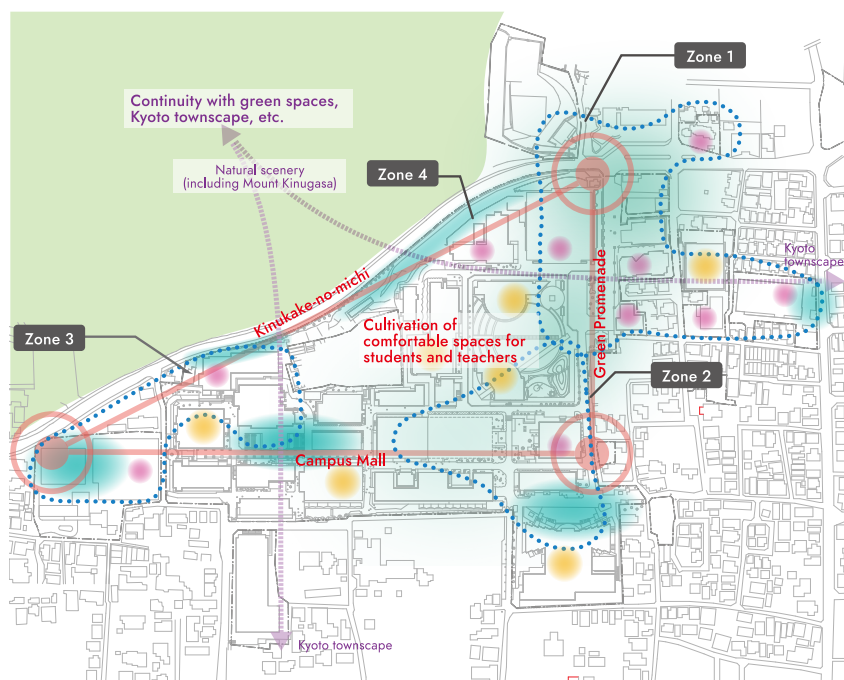 Zone 1
Continuity with green spaces,
Kyoto townscape, etc.
Natural scenery
(including Mount Kinugasa)
Zone 4
Kyoto
townscape
Kinukake-no-michi
Green Promenade
Cultivation of
comfortable spaces for
students and teachers
Zone 3
Zone 2
Campus Mall
Kyoto townscape